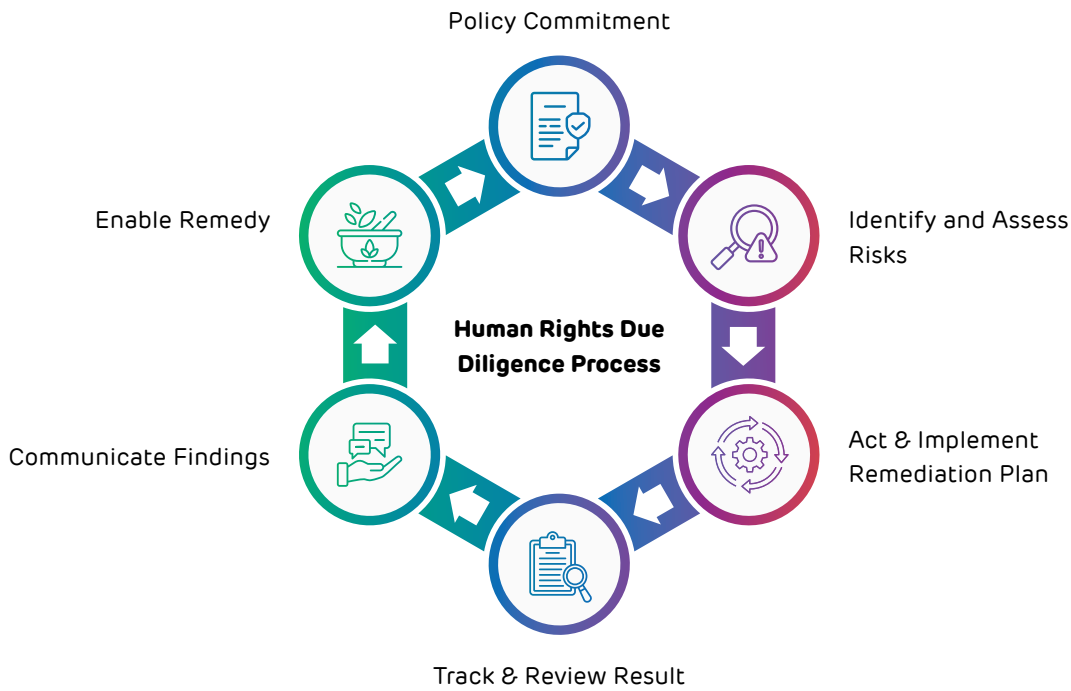 Policy Commitment
Enable Remedy
Identify and Assess
Risks
Human Rights Due
Diligence Process
Communicate Findings
Act & Implement
Remediation Plan
Track & Review Result